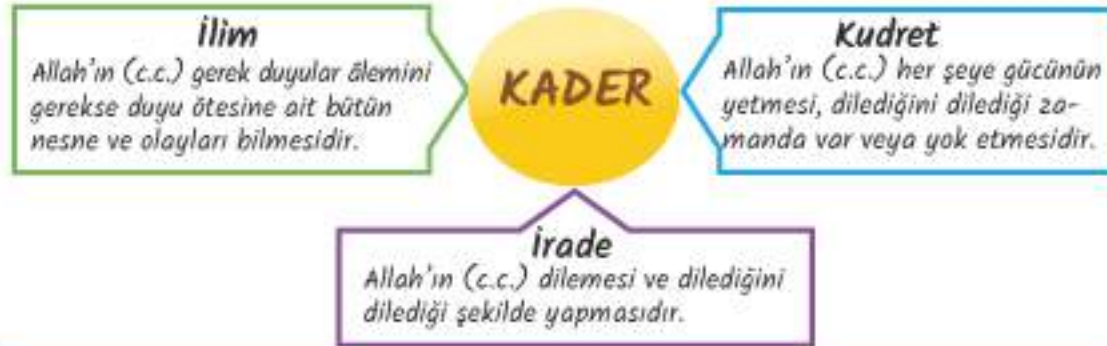 İlim
Allah'ın (c.c.) gerek duyular âlemini
gerekse duyu ötesine ait bütün
nesne ve olayları bilmesidir.
KADER
Kudret
Allah'ın (c.c.) her şeye gücünün
yetmesi, dilediğini dilediği za-
manda var veya yok etmesidir.
İrade
Allah'ın (c.c.) dilemesi ve dilediğini
dilediği şekilde yapmasıdır.